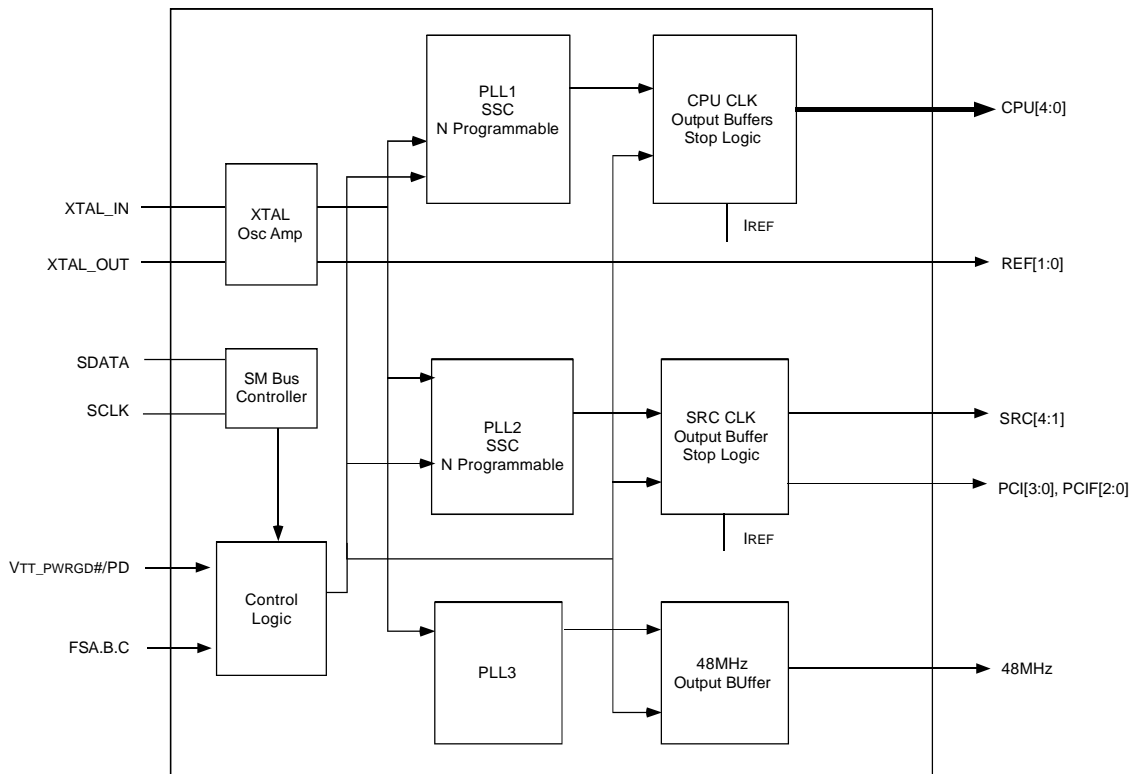 PLL1
SSC
N Programmable
CPU CLK
Output Buffers
Stop Logic
CPU[4:0]
XTAL_IN
XTAL
Osc Amp
IREF
XTAL_OUT
REF[1:0]
SDATA
SM Bus
Controller
SCLK
PLL2
SSC
N Programmable
SRC CLK
Output Buffer
Stop Logic
SRC[4:1]
PCI[3:0], PCIF[2:0]
IREF
VTT_PWRGD#/PD
Control
Logic
FSA.B.C
PLL3
48MHz
Output BUffer
48MHz